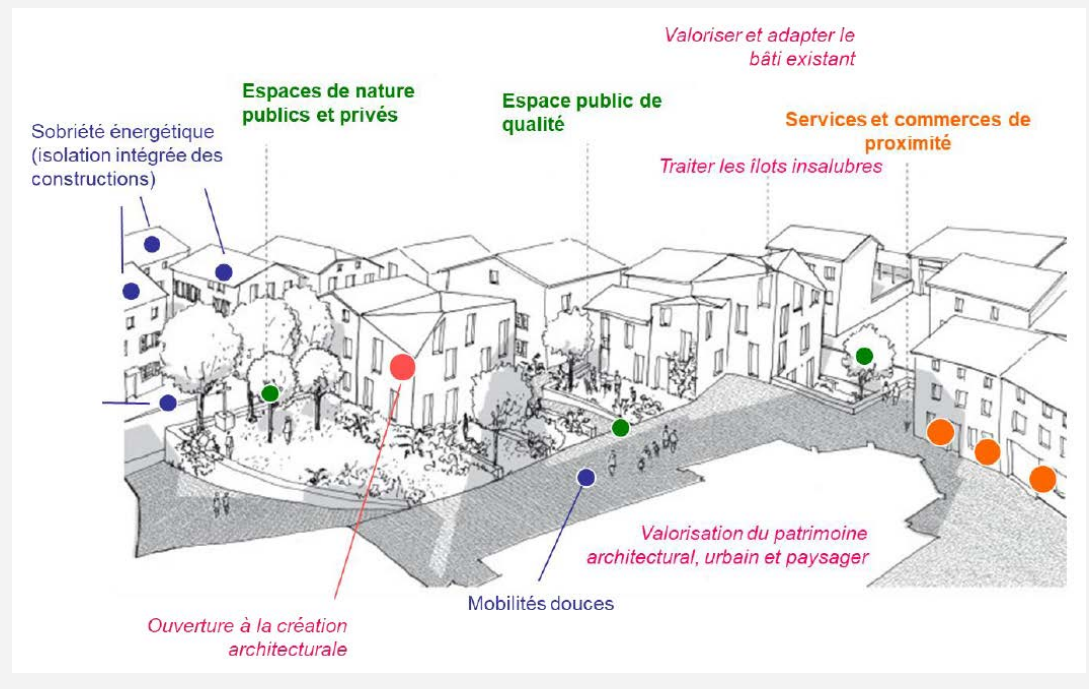 Valoriser et adapter le
bâti existant
Espaces de nature
publics et privés
Espace public de
qualité
Services et commerces de
proximité
Sobriété énergétique
(isolation intégrée des
constructions)
Traiter les îlots insalubres
Valorisation du patrimoine
architectural, urbain et paysager
Mobilités douces
Ouverture à la création
architecturale